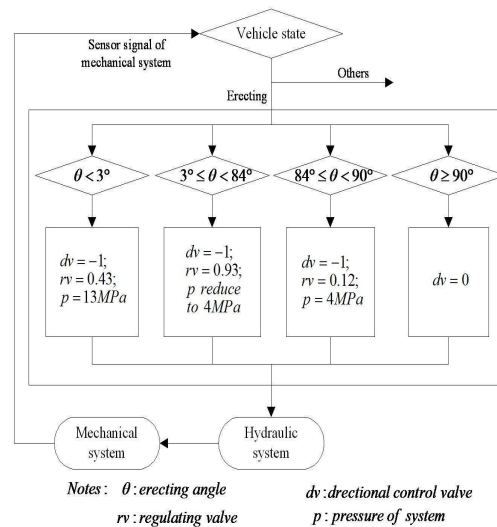 Vehicle state
Sensor signal of
mechanical system
Others
Erecting
θ < 3°
3° ≤ θ < 84°
84° ≤ θ < 90°
θ ≥ 90°
dv = −1;
rv = 0.43;
p = 13MPa
dv = −1;
rv = 0.93;
p reduce
to 4MPa
dv = −1;
rv = 0.12;
p = 4MPa
dv = 0
Mechanical
system
Hydraulic
system
Notes : θ : erecting angle
dv : drectional control valve
rv : regulating valve
p : pressure of system